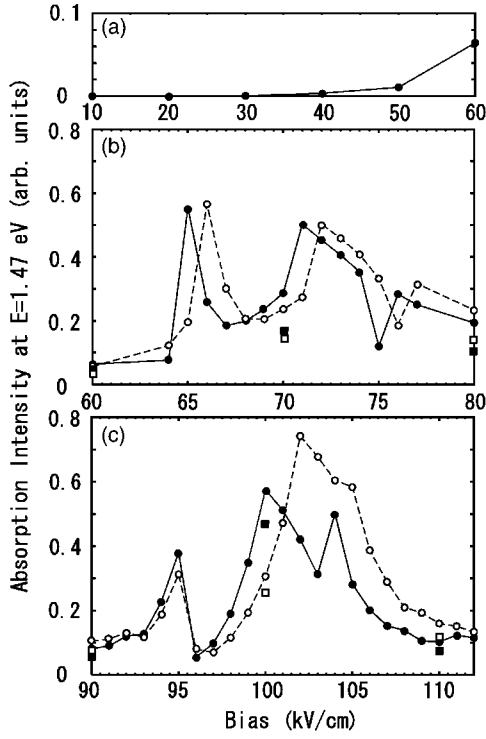 Absorption Intensity at E=1.47 eV (arb. units)
(a)
0.1
0
10 20 30 40 50 60
(b)
0.8
0.6
0.4
0.2
0
60 65 70 75 80
(c)
0.8
0.6
0.4
0.2
0
90 95 100 105 110
Bias (kV/cm)